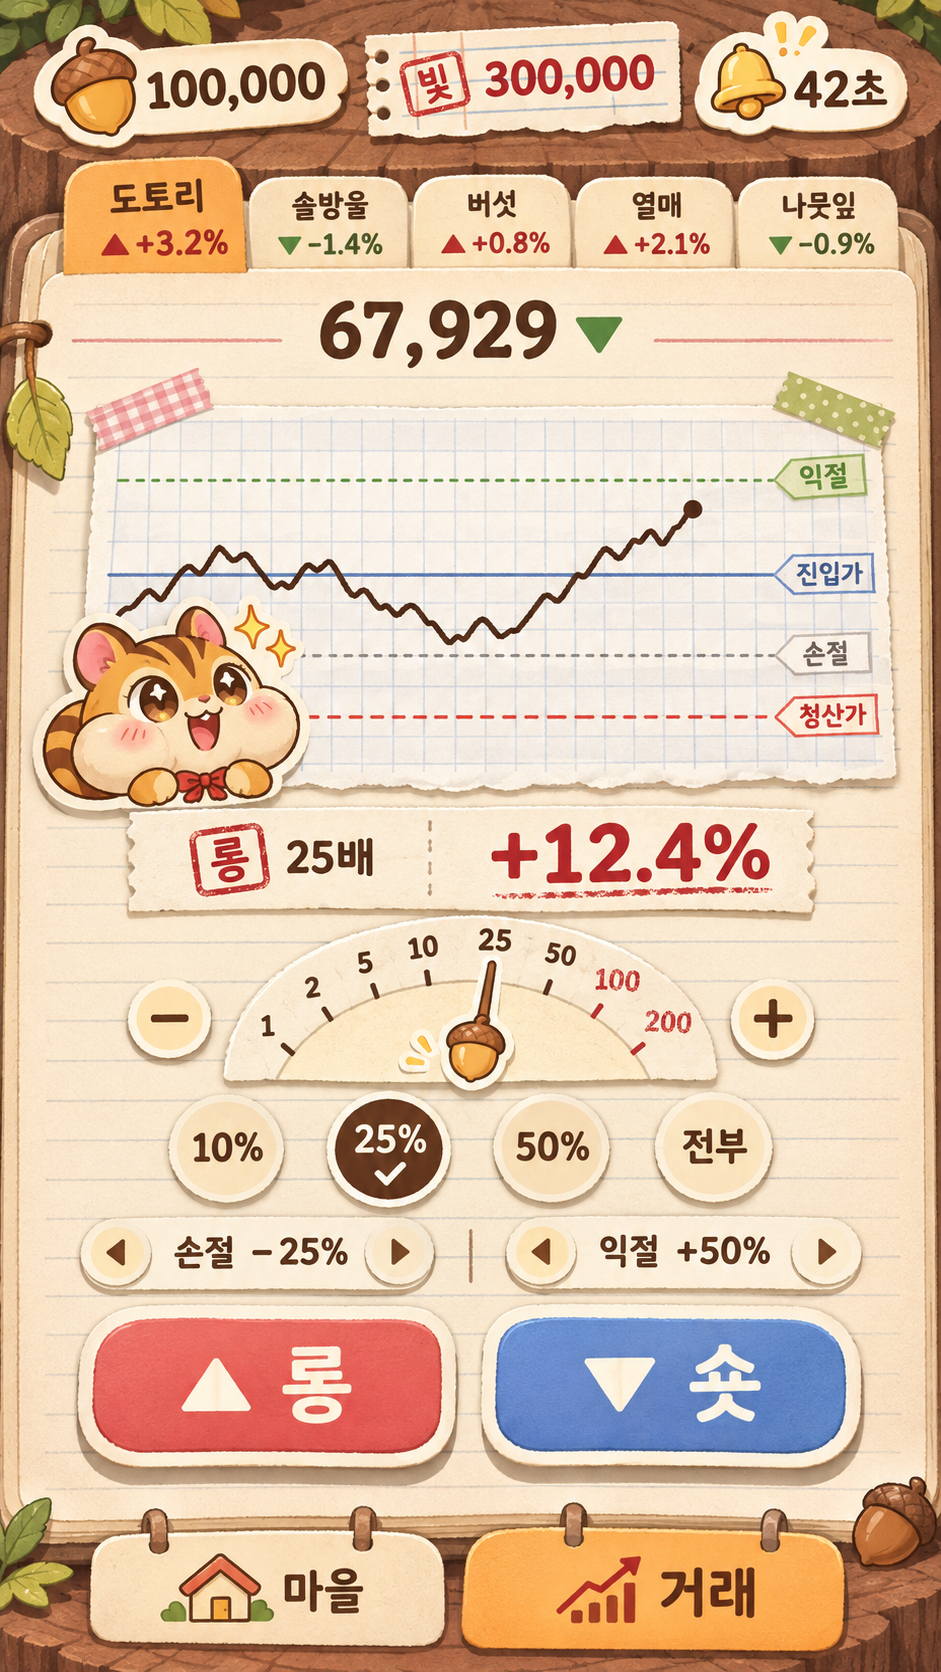 100,000
빚 300,000
42초
도토리
▲ +3.2%
솔방울
▼ -1.4%
버섯
▲ +0.8%
열매
▲ +2.1%
나뭇잎
▼ -0.9%
67,929 ▼
익절
진입가
손절
청산가
롱 25배
+12.4%
1 2 5 10 25 50 100 200
− +
10% 25% 50% 전부
손절 -25%
익절 +50%
▲ 롱
▼ 숏
마을
거래